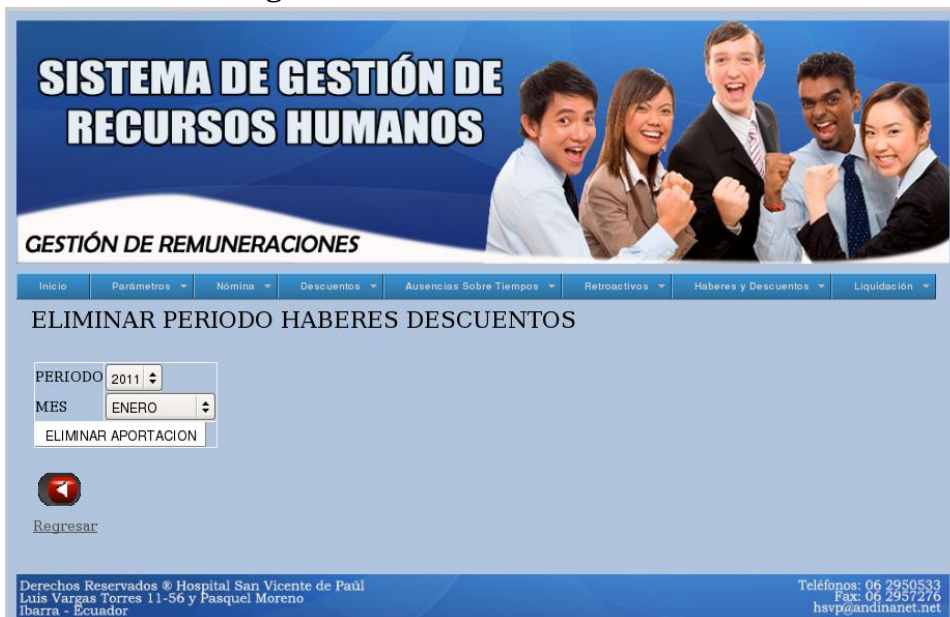 SISTEMA DE GESTIÓN DE
RECURSOS HUMANOS
GESTIÓN DE REMUNERACIONES
Inicio Parámetros Nómina Descuentos Ausencias Sobre Tiempos Retroactivos Haberes y Descuentos Liquidación
ELIMINAR PERIODO HABERES DESCUENTOS
PERIODO 2011
MES ENERO
ELIMINAR APORTACION
Regresar
Derechos Reservados ® Hospital San Vicente de Paúl
Luis Vargas Torres 11-56 y Pasquel Moreno
Ibarra - Ecuador
Teléfonos: 06 2950533
Fax: 06 2957276
hsvp@andinanet.net